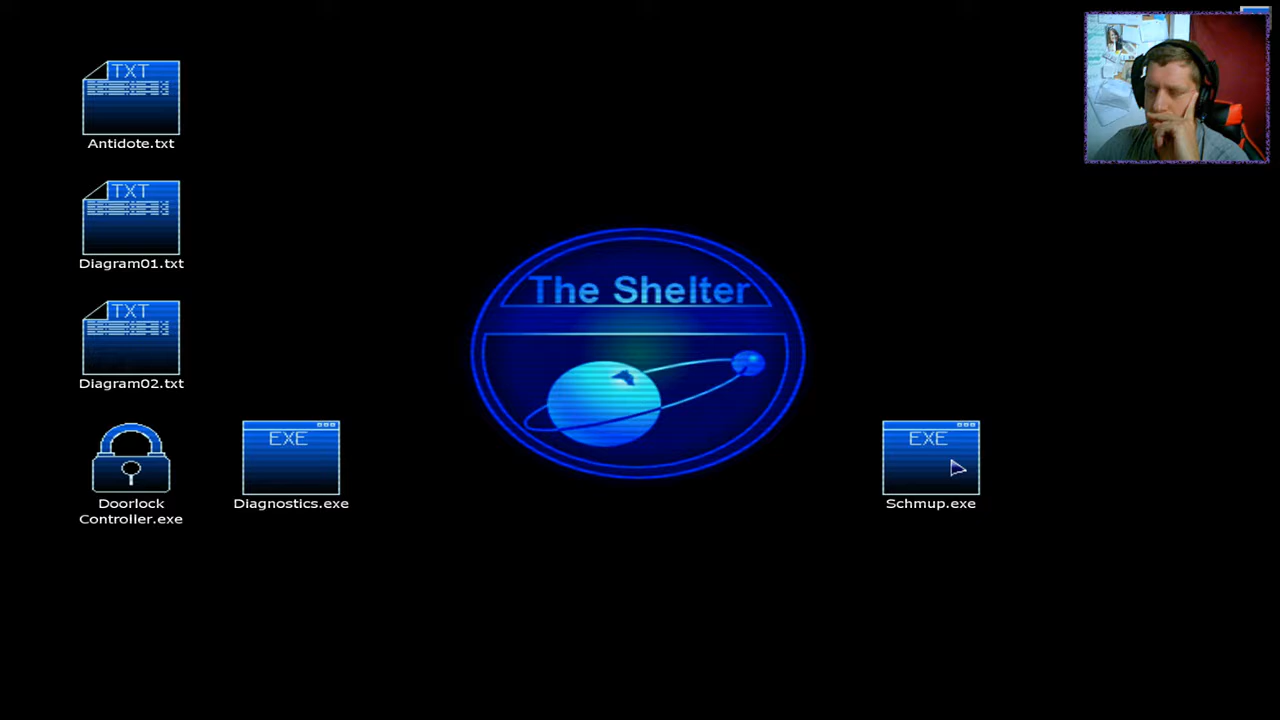 TXT
Antidote.txt
TXT
Diagram01.txt
The Shelter
TXT
Diagram02.txt
Doorlock
Controller.exe
EXE
Diagnostics.exe
EXE
Schmup.exe